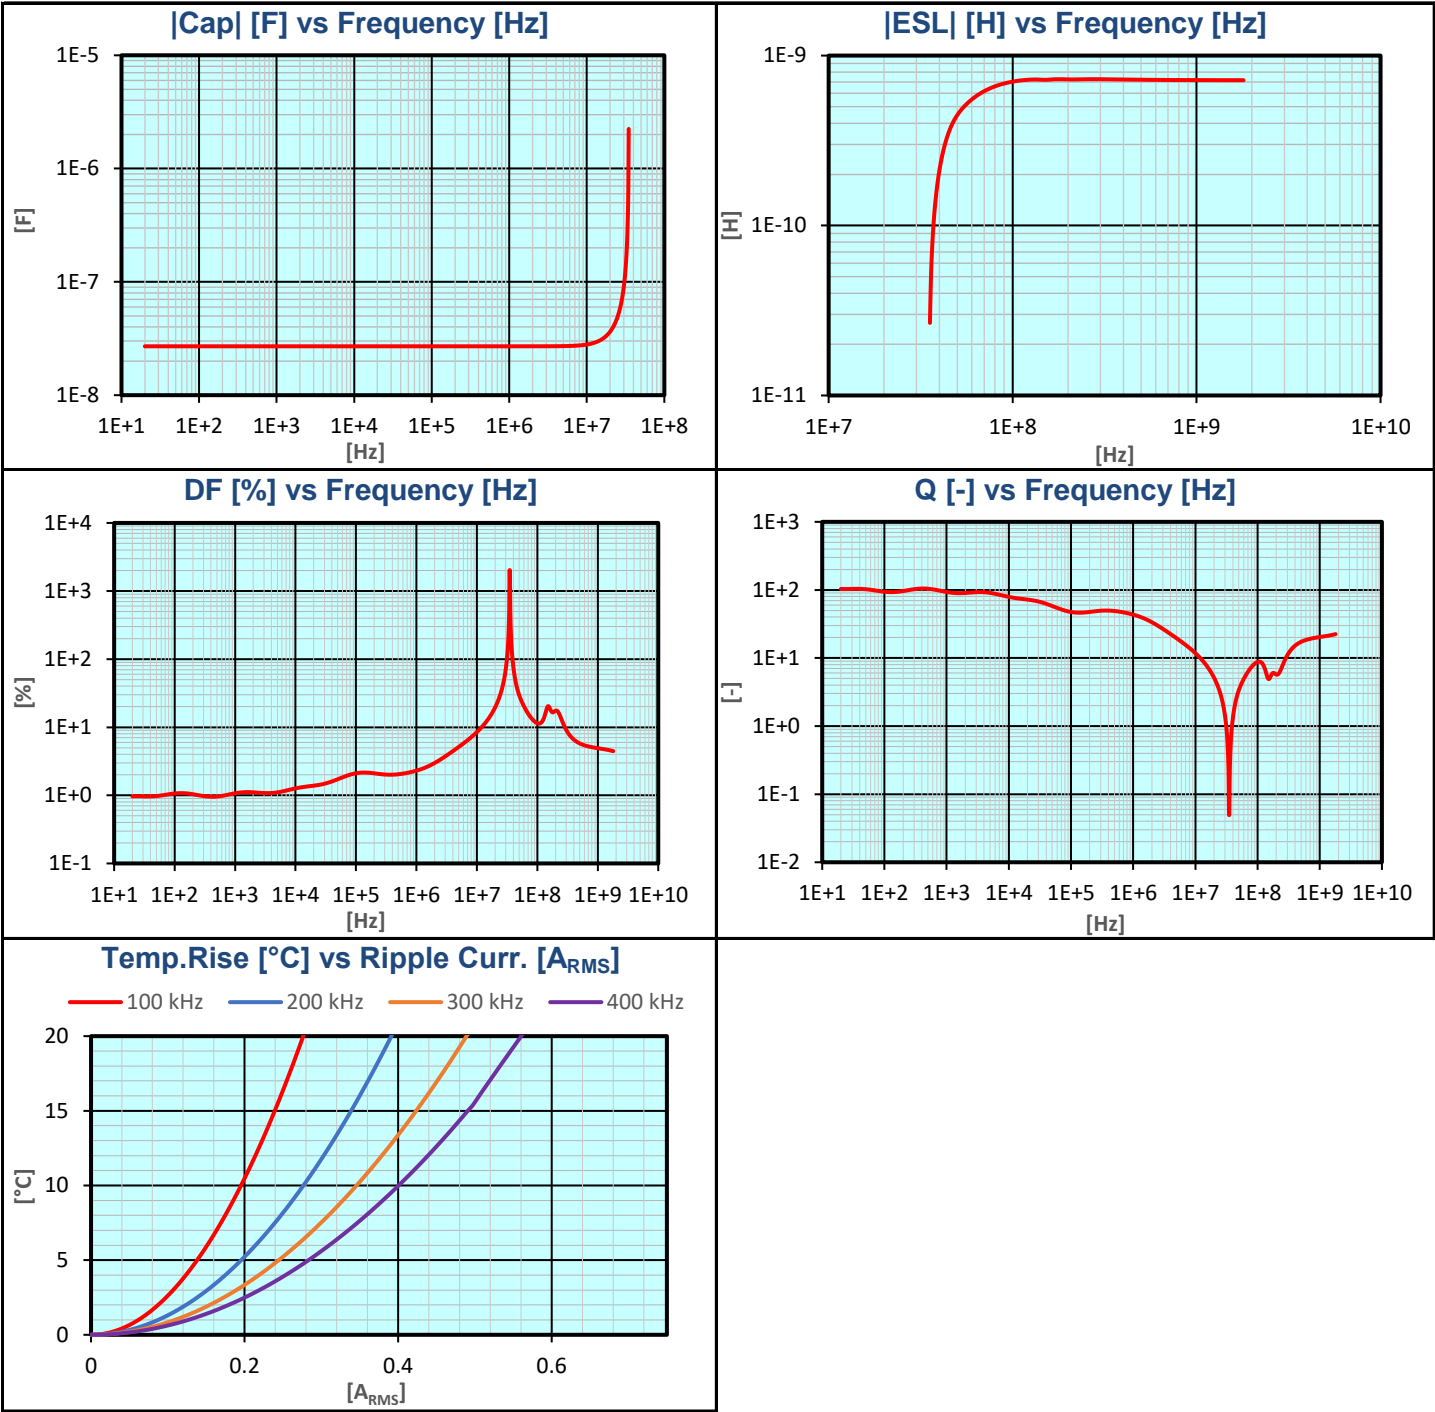 |Cap| [F] vs Frequency [Hz]
1E-5
1E-6
1E-7
1E-8
[F]
1E+1 1E+2 1E+3 1E+4 1E+5 1E+6 1E+7 1E+8
[Hz]
|ESL| [H] vs Frequency [Hz]
1E-9
1E-10
1E-11
[H]
1E+7 1E+8 1E+9 1E+10
[Hz]
DF [%] vs Frequency [Hz]
1E+4
1E+3
1E+2
1E+1
1E+0
1E-1
[%]
1E+1 1E+2 1E+3 1E+4 1E+5 1E+6 1E+7 1E+8 1E+9 1E+10
[Hz]
Q [-] vs Frequency [Hz]
1E+3
1E+2
1E+1
1E+0
1E-1
1E-2
[-]
1E+1 1E+2 1E+3 1E+4 1E+5 1E+6 1E+7 1E+8 1E+9 1E+10
[Hz]
Temp.Rise [°C] vs Ripple Curr. [ARMS]
100 kHz 200 kHz 300 kHz 400 kHz
20
15
10
5
0
[°C]
0 0.2 0.4 0.6
[ARMS]